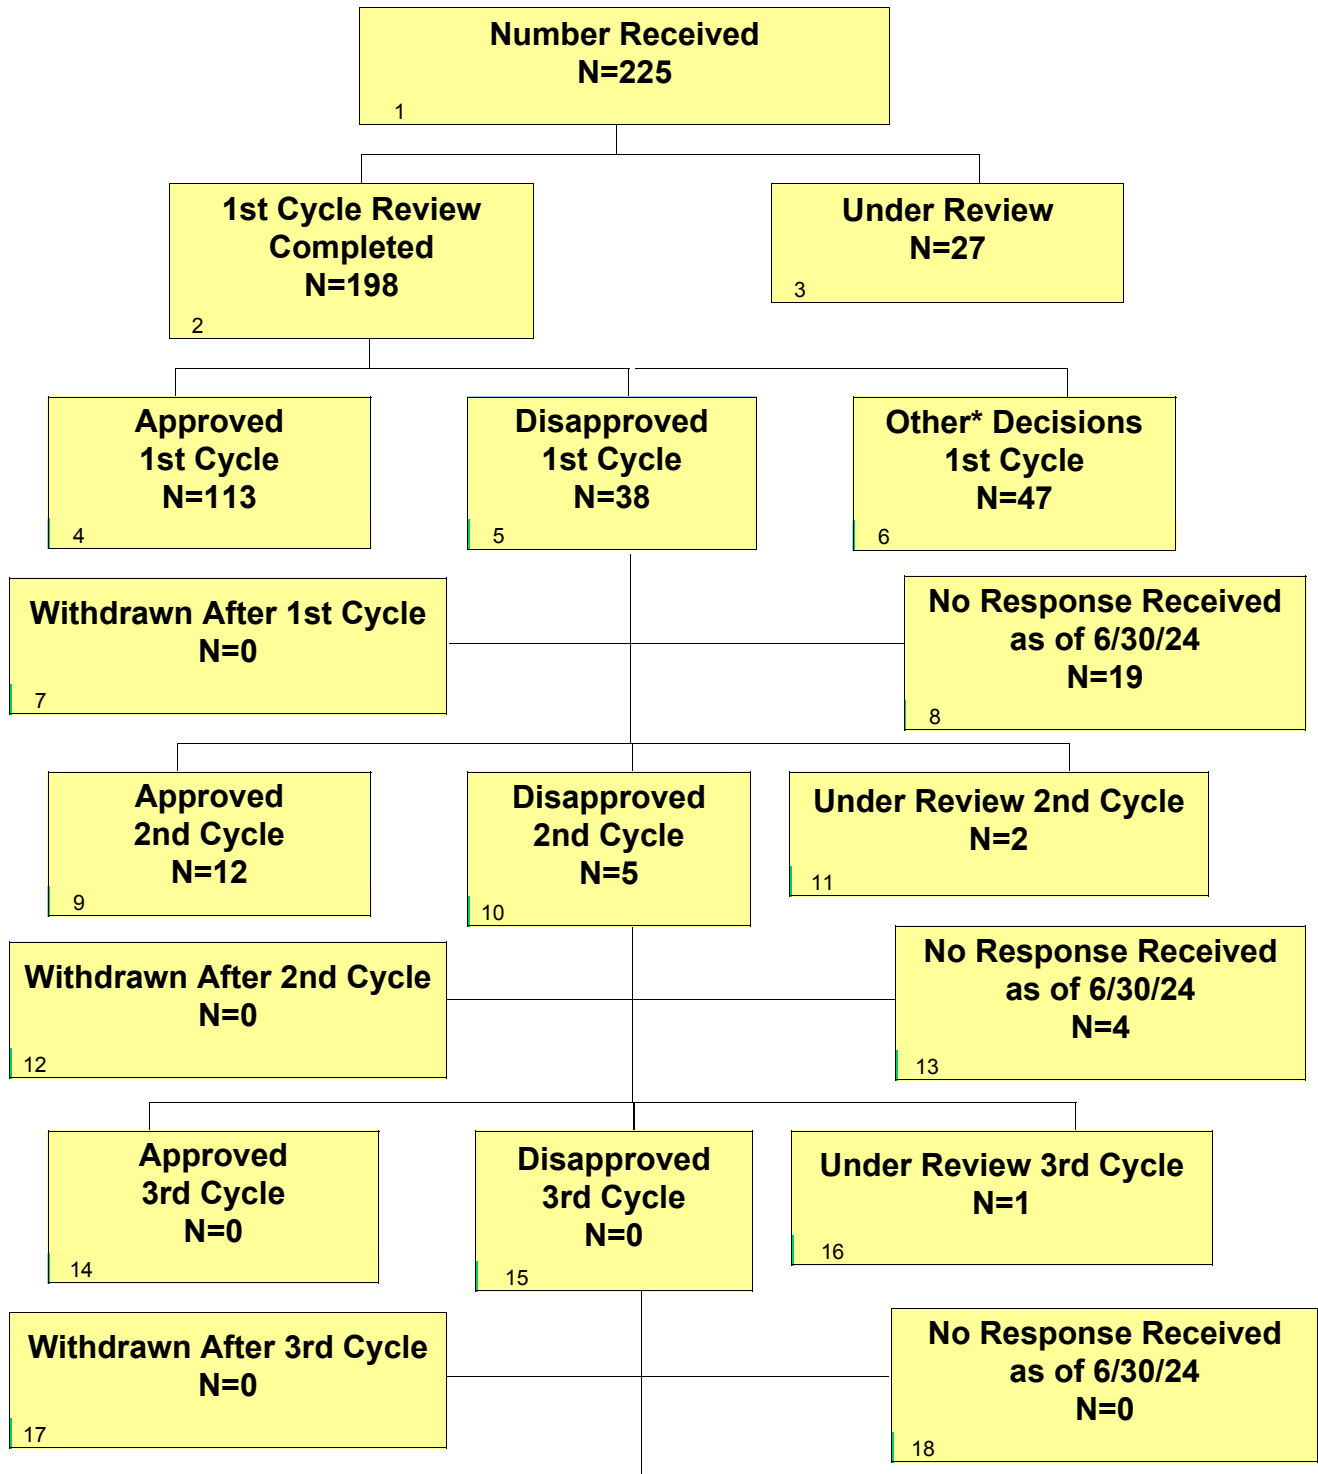 Number Received
N=225
1
1st Cycle Review
Completed
N=198
2
Under Review
N=27
3
Approved
1st Cycle
N=113
4
Disapproved
1st Cycle
N=38
5
Other* Decisions
1st Cycle
N=47
6
Withdrawn After 1st Cycle
N=0
7
No Response Received
as of 6/30/24
N=19
8
Approved
2nd Cycle
N=12
9
Disapproved
2nd Cycle
N=5
10
Under Review 2nd Cycle
N=2
11
Withdrawn After 2nd Cycle
N=0
12
No Response Received
as of 6/30/24
N=4
13
Approved
3rd Cycle
N=0
14
Disapproved
3rd Cycle
N=0
15
Under Review 3rd Cycle
N=1
16
Withdrawn After 3rd Cycle
N=0
17
No Response Received
as of 6/30/24
N=0
18